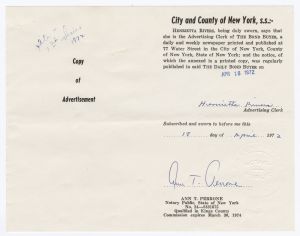 City and County of New York, s.s.:-
HENRIETTA RIVERS, being duly sworn, says that
she is the Advertising Clerk of THE BOND BUYER, a
daily and weekly newspaper printed and published at
77 Water Street in the City of New York, County of
New York, State of New York; and the notice, of
which the annexed is a printed copy, was regularly
published in said THE DAILY BOND BUYER on
APR 18 1972
1972
Copy
of
Advertisement
Henrietta Rivers
Advertising Clerk
Subscribed and sworn to before me this
18 day of April 1972
Ann T. Perrone
ANN T. PERRONE
Notary Public, State of New York
Qualified in Kings County
Commission expires March 30, 1974